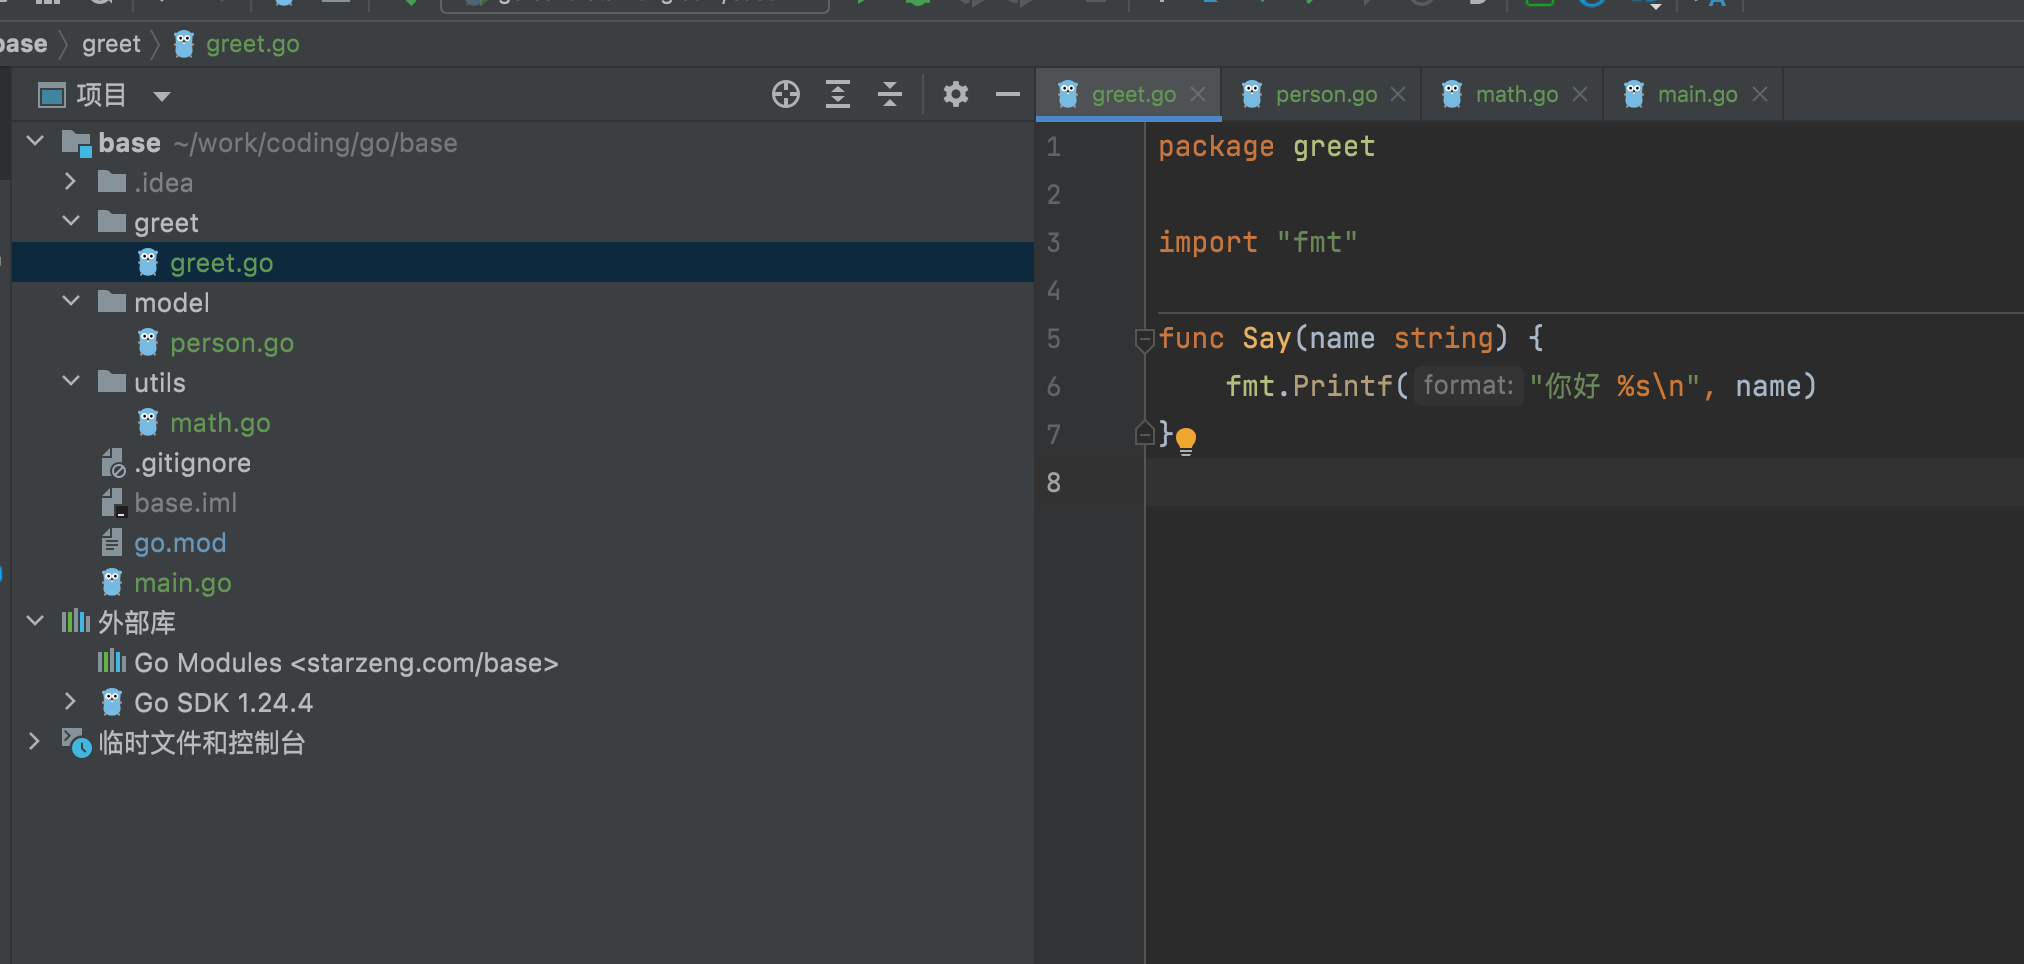 base
greet
greet.go
项目
greet.go
person.go
math.go
main.go
base ~/work/coding/go/base
.idea
greet
greet.go
model
person.go
utils
math.go
.gitignore
base.iml
go.mod
main.go
外部库
Go Modules <starzeng.com/base>
Go SDK 1.24.4
临时文件和控制台
1 package greet
2
3 import "fmt"
4
5 func Say(name string) {
6 fmt.Printf( format: "你好 %s\n", name)
7 }
8